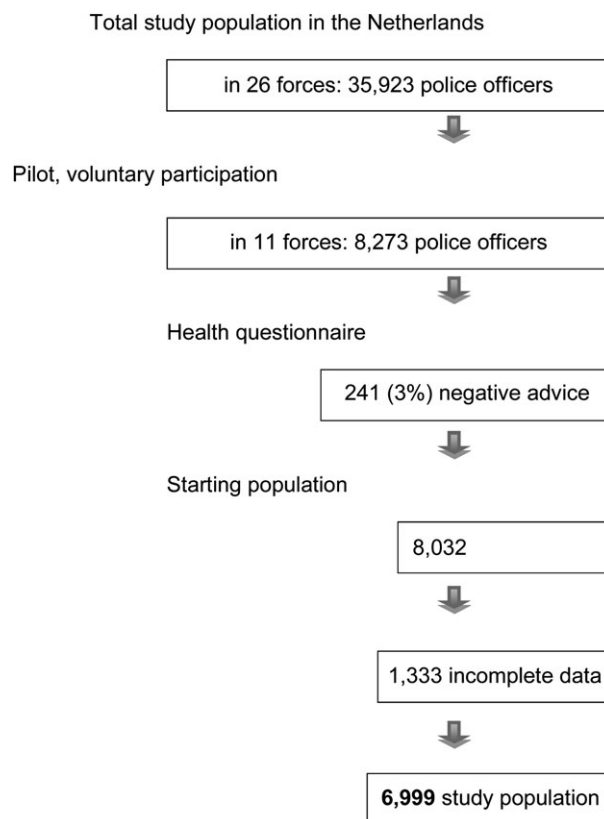 Total study population in the Netherlands
in 26 forces: 35,923 police officers
Pilot, voluntary participation
in 11 forces: 8,273 police officers
Health questionnaire
241 (3%) negative advice
Starting population
8,032
1,333 incomplete data
6,999 study population